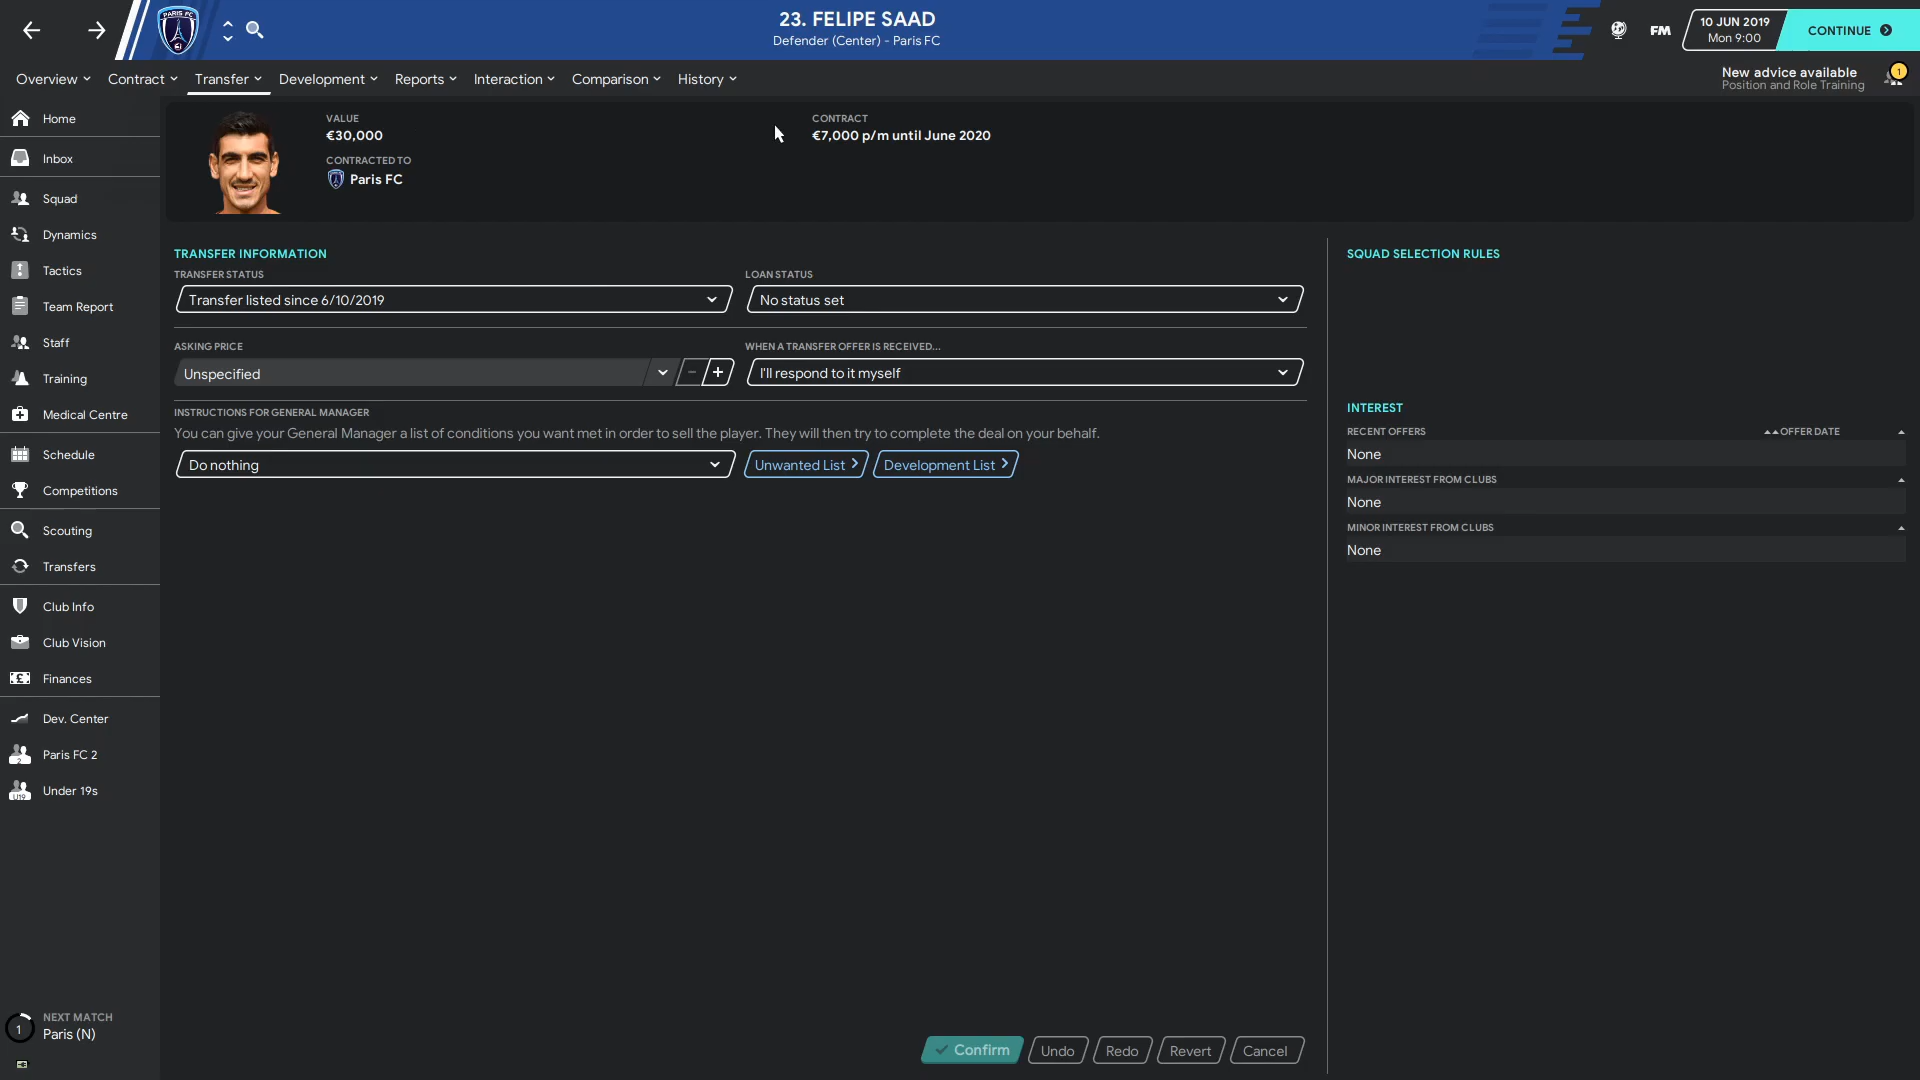 PARIS FC
23. FELIPE SAAD
Defender (Center) - Paris FC
FM
10 JUN 2019
Mon 9:00
CONTINUE
Overview
Contract
Transfer
Development
Reports
Interaction
Comparison
History
New advice available
Position and Role Training
1
Home
Inbox
Squad
Dynamics
Tactics
Team Report
Staff
Training
Medical Centre
Schedule
Competitions
Scouting
Transfers
Club Info
Club Vision
Finances
Dev. Center
2
Paris FC 2
U19
Under 19s
NEXT MATCH
1
Paris (N)
VALUE
€30,000
CONTRACTED TO
Paris FC
CONTRACT
€7,000 p/m until June 2020
TRANSFER INFORMATION
TRANSFER STATUS
Transfer listed since 6/10/2019
LOAN STATUS
No status set
ASKING PRICE
Unspecified
WHEN A TRANSFER OFFER IS RECEIVED...
I'll respond to it myself
INSTRUCTIONS FOR GENERAL MANAGER
You can give your General Manager a list of conditions you want met in order to sell the player. They will then try to complete the deal on your behalf.
Do nothing
Unwanted List
Development List
SQUAD SELECTION RULES
INTEREST
RECENT OFFERS
OFFER DATE
None
MAJOR INTEREST FROM CLUBS
None
MINOR INTEREST FROM CLUBS
None
Confirm
Undo
Redo
Revert
Cancel